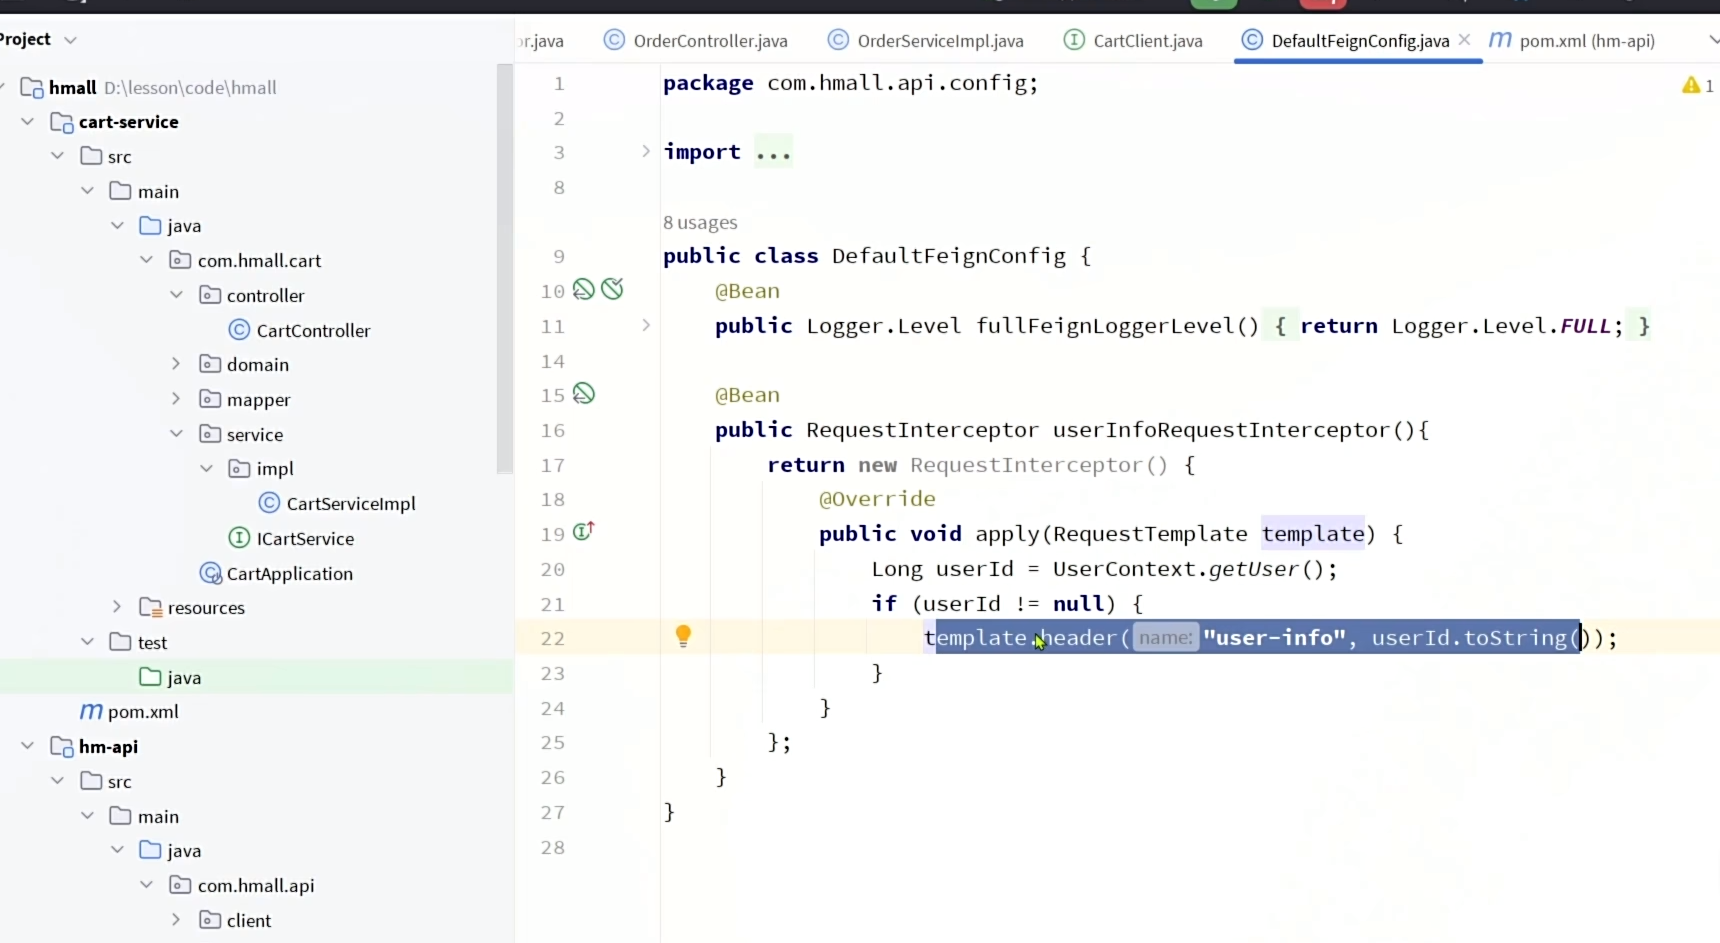 Project
hmall D:\lesson\code\hmall
cart-service
src
main
java
com.hmall.cart
controller
CartController
domain
mapper
service
impl
CartServiceImpl
ICartService
CartApplication
resources
test
java
pom.xml
hm-api
src
main
java
com.hmall.api
client
or.java OrderController.java OrderServiceImpl.java CartClient.java DefaultFeignConfig.java pom.xml (hm-api)
1 package com.hmall.api.config;
1
2
3 import ...
8
8 usages
9 public class DefaultFeignConfig {
10 @Bean
11 public Logger.Level fullFeignLoggerLevel() { return Logger.Level.FULL; }
14
15 @Bean
16 public RequestInterceptor userInfoRequestInterceptor(){
17 return new RequestInterceptor() {
18 @Override
19 public void apply(RequestTemplate template) {
20 Long userId = UserContext.getUser();
21 if (userId != null) {
22 template.header( name: "user-info", userId.toString());
23 }
24 }
25 };
26 }
27 }
28